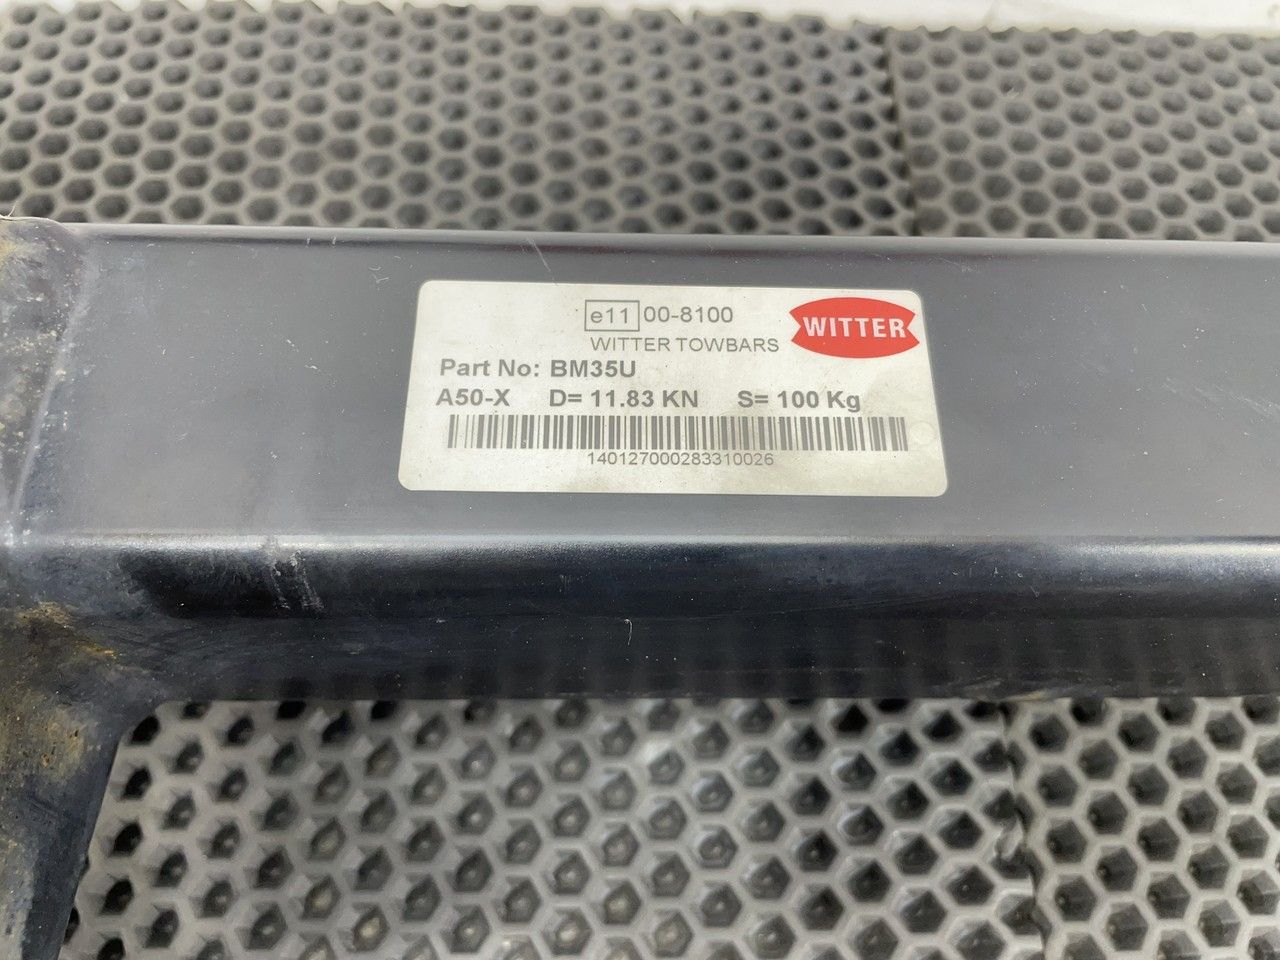 e11 00-8100
WITTER
WITTER TOWBARS
Part No: BM35U
A50-X D= 11.83 KN S= 100 Kg
140127000283310026